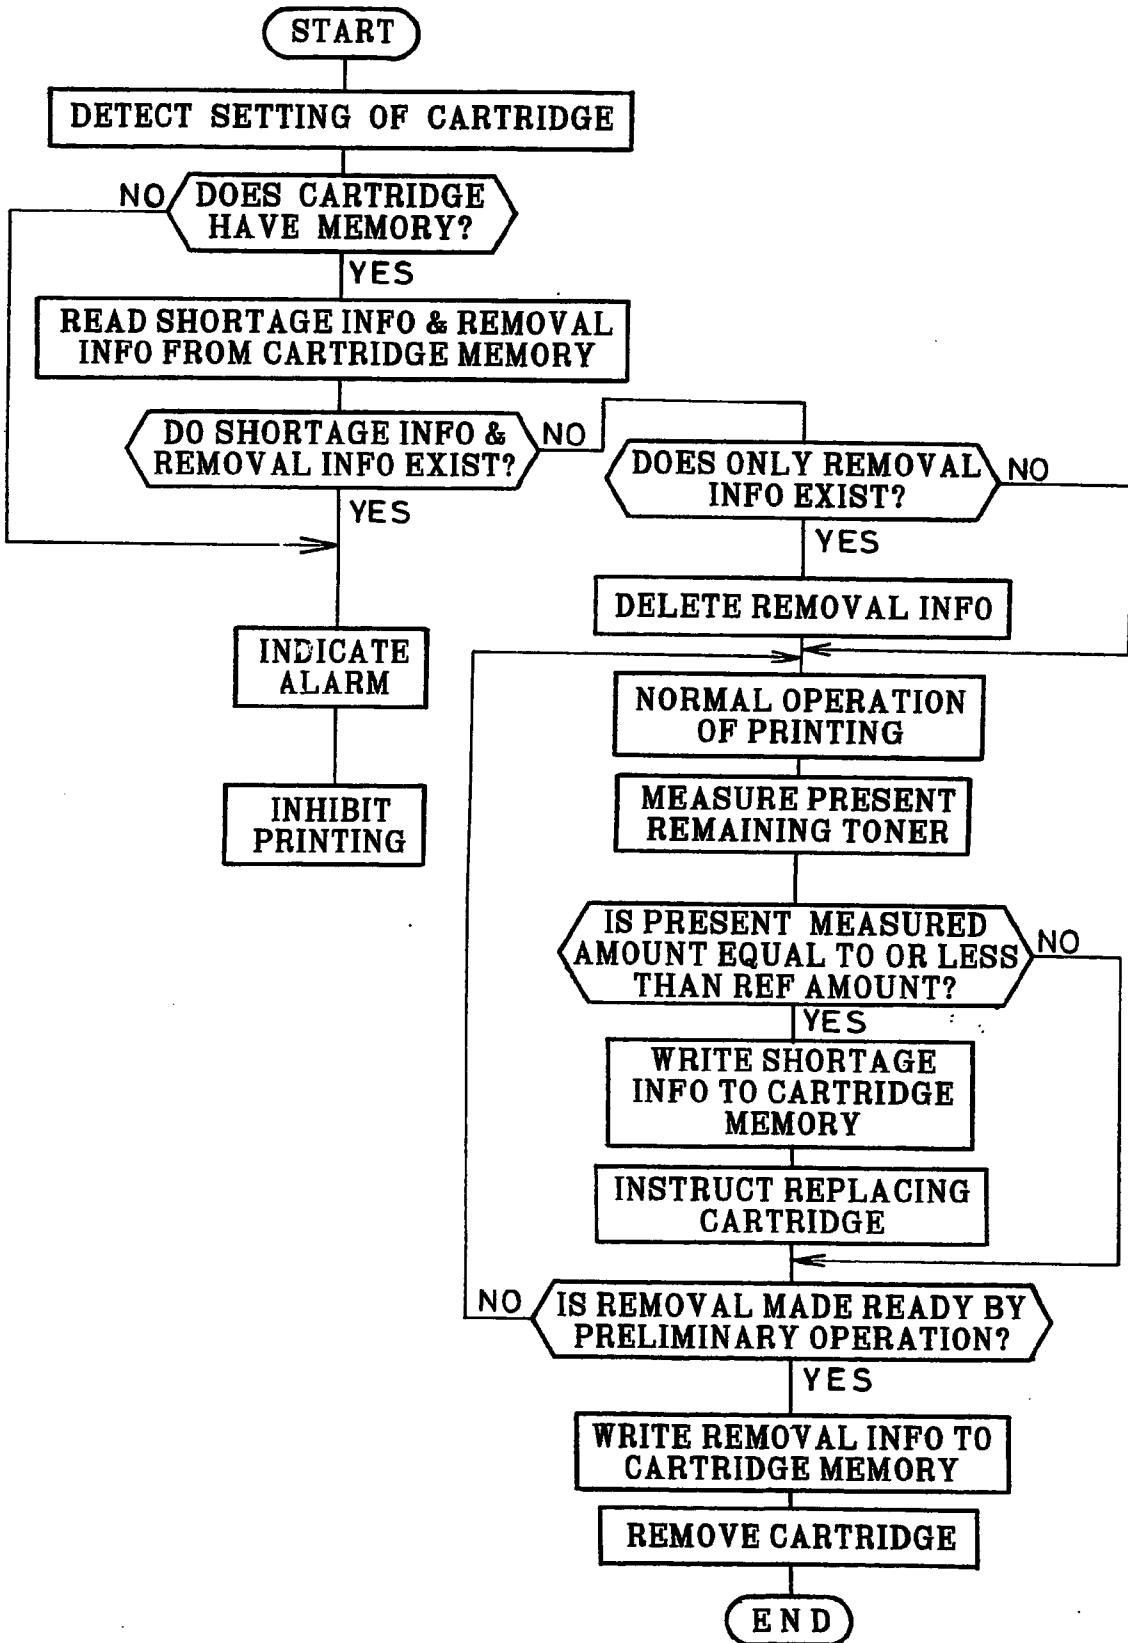 START
DETECT SETTING OF CARTRIDGE
NO
DOES CARTRIDGE
HAVE MEMORY?
YES
READ SHORTAGE INFO & REMOVAL
INFO FROM CARTRIDGE MEMORY
DO SHORTAGE INFO &
REMOVAL INFO EXIST?
NO
YES
DOES ONLY REMOVAL
INFO EXIST?
NO
YES
DELETE REMOVAL INFO
INDICATE
ALARM
INHIBIT
PRINTING
NORMAL OPERATION
OF PRINTING
MEASURE PRESENT
REMAINING TONER
IS PRESENT MEASURED
AMOUNT EQUAL TO OR LESS
THAN REF AMOUNT?
NO
YES
WRITE SHORTAGE
INFO TO CARTRIDGE
MEMORY
INSTRUCT REPLACING
CARTRIDGE
NO
IS REMOVAL MADE READY BY
PRELIMINARY OPERATION?
YES
WRITE REMOVAL INFO TO
CARTRIDGE MEMORY
REMOVE CARTRIDGE
END